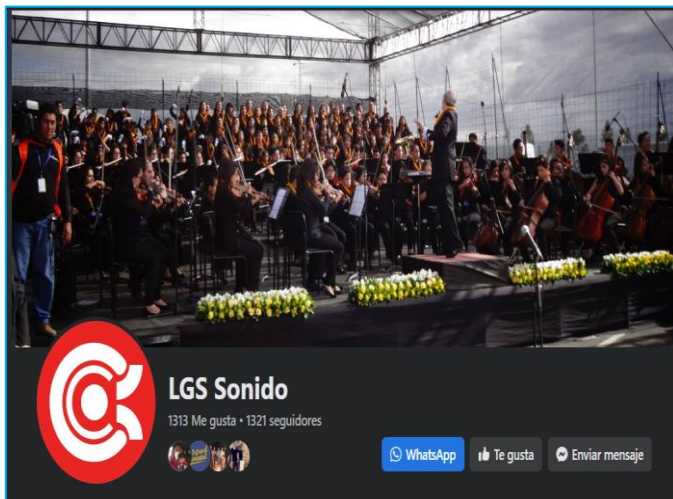 LGS Sonido
1313 Me gusta • 1321 seguidores
WhatsApp
Te gusta
Enviar mensaje